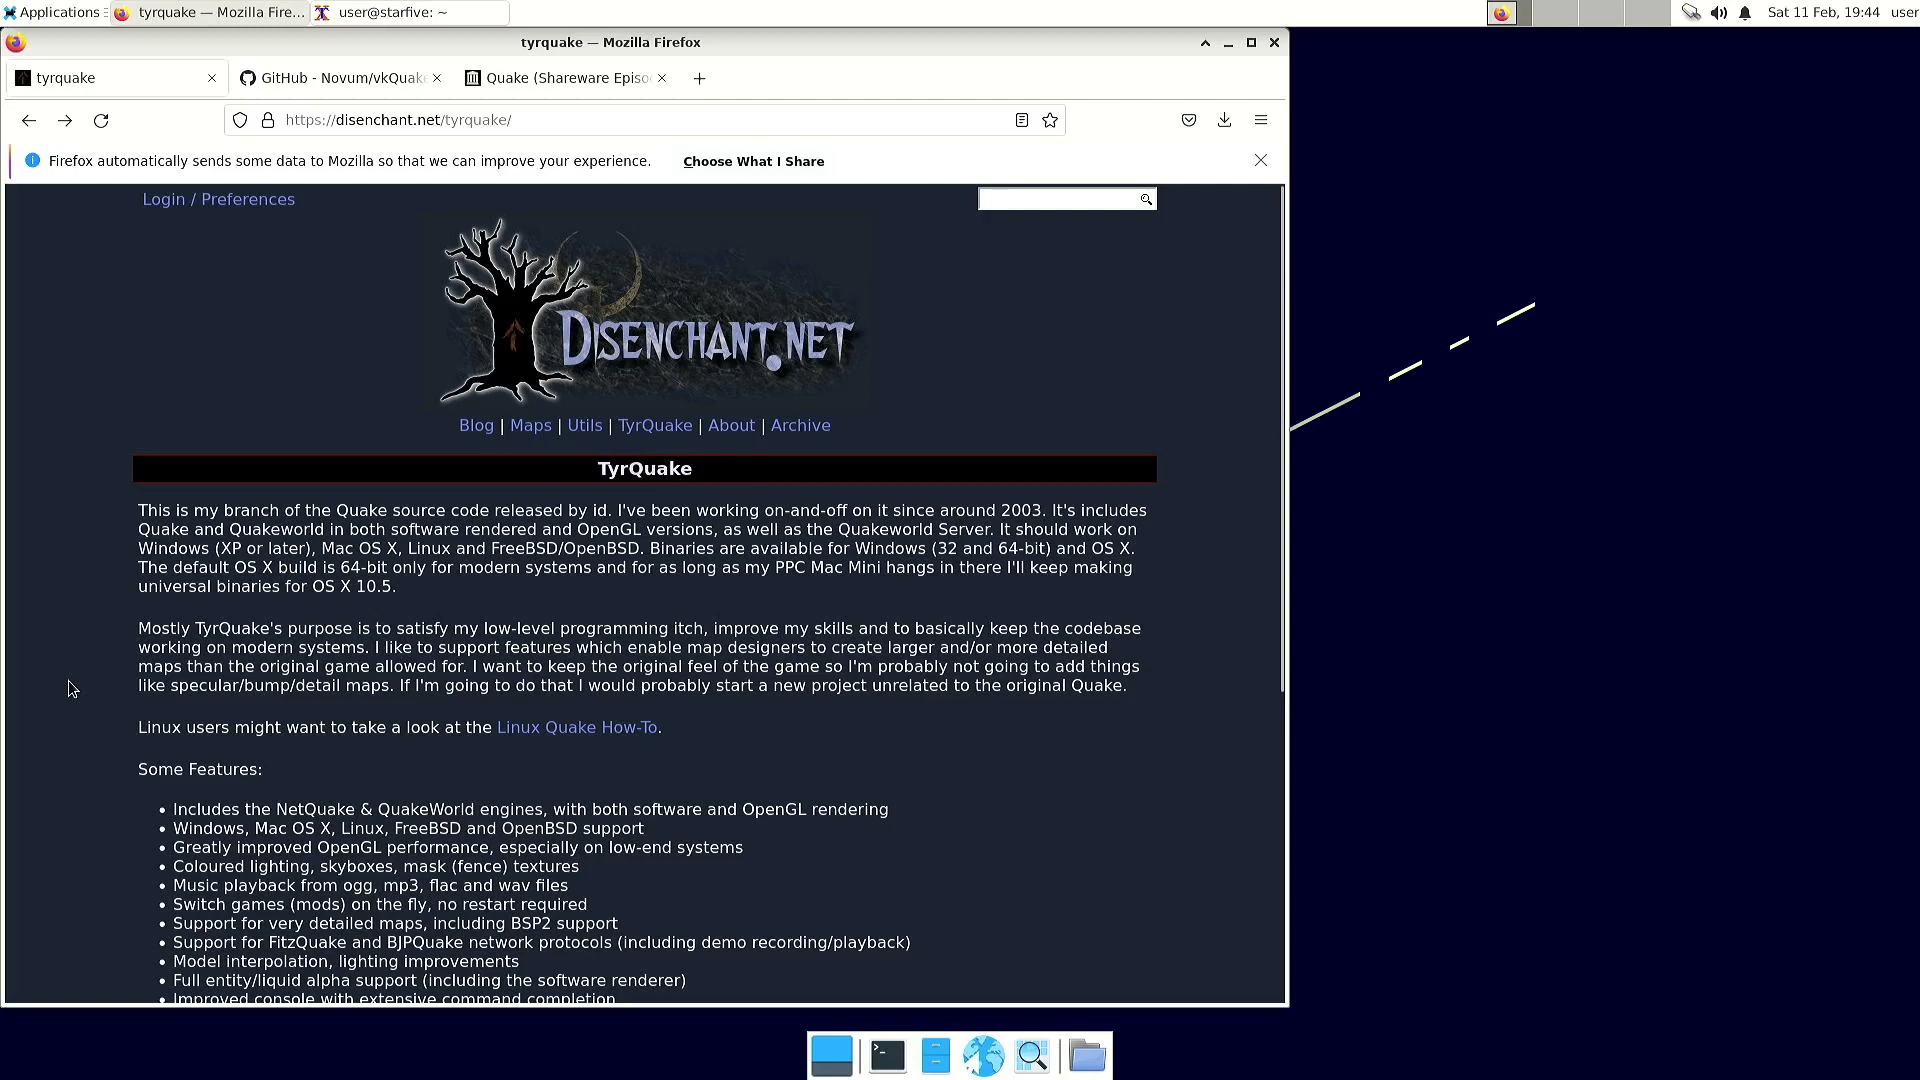 Applications
tyrquake — Mozilla Fire...
user@starfive: ~
Sat 11 Feb, 19:44
user
tyrquake — Mozilla Firefox
tyrquake
GitHub - Novum/vkQuake
Quake (Shareware Episo
https://disenchant.net/tyrquake/
Firefox automatically sends some data to Mozilla so that we can improve your experience.
Choose What I Share
Login / Preferences
DISENCHANT.NET
Blog | Maps | Utils | TyrQuake | About | Archive
TyrQuake
This is my branch of the Quake source code released by id. I've been working on-and-off on it since around 2003. It's includes
Quake and Quakeworld in both software rendered and OpenGL versions, as well as the Quakeworld Server. It should work on
Windows (XP or later), Mac OS X, Linux and FreeBSD/OpenBSD. Binaries are available for Windows (32 and 64-bit) and OS X.
The default OS X build is 64-bit only for modern systems and for as long as my PPC Mac Mini hangs in there I'll keep making
universal binaries for OS X 10.5.
Mostly TyrQuake's purpose is to satisfy my low-level programming itch, improve my skills and to basically keep the codebase
working on modern systems. I like to support features which enable map designers to create larger and/or more detailed
maps than the original game allowed for. I want to keep the original feel of the game so I'm probably not going to add things
like specular/bump/detail maps. If I'm going to do that I would probably start a new project unrelated to the original Quake.
Linux users might want to take a look at the Linux Quake How-To.
Some Features:
• Includes the NetQuake & QuakeWorld engines, with both software and OpenGL rendering
• Windows, Mac OS X, Linux, FreeBSD and OpenBSD support
• Greatly improved OpenGL performance, especially on low-end systems
• Coloured lighting, skyboxes, mask (fence) textures
• Music playback from ogg, mp3, flac and wav files
• Switch games (mods) on the fly, no restart required
• Support for very detailed maps, including BSP2 support
• Support for FitzQuake and BJPQuake network protocols (including demo recording/playback)
• Model interpolation, lighting improvements
• Full entity/liquid alpha support (including the software renderer)
• Improved console with extensive command completion